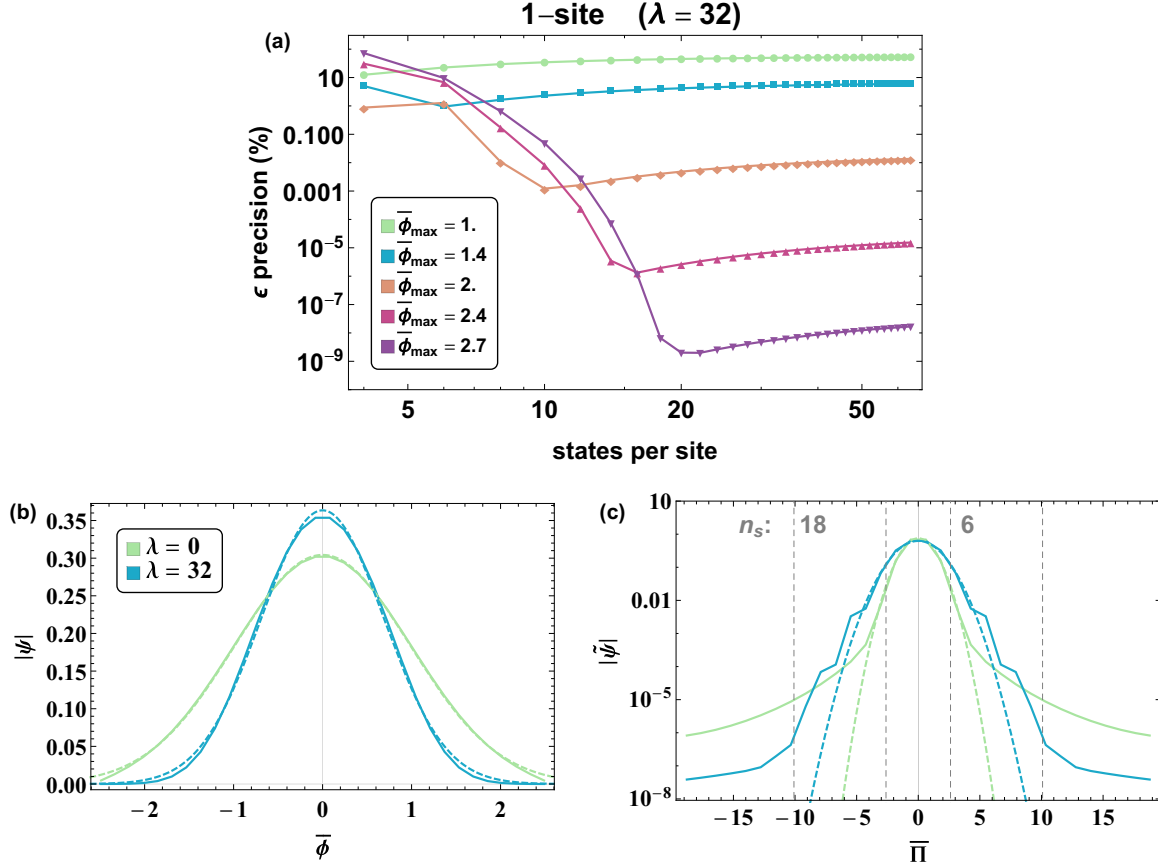 1−site (λ = 32)
(a)
ϵ precision (%)
10
0.100
0.001
10⁻⁵
10⁻⁷
10⁻⁹
ϕ̅max = 1.
ϕ̅max = 1.4
ϕ̅max = 2.
ϕ̅max = 2.4
ϕ̅max = 2.7
5 10 20 50
states per site
(b)
|ψ|
0.35
0.30
0.25
0.20
0.15
0.10
0.05
0.00
λ = 0
λ = 32
−2 −1 0 1 2
ϕ̅
(c)
|ψ̃|
10
0.01
10⁻⁵
10⁻⁸
nₛ: 18 6
−15 −10 −5 0 5 10 15
Π̅